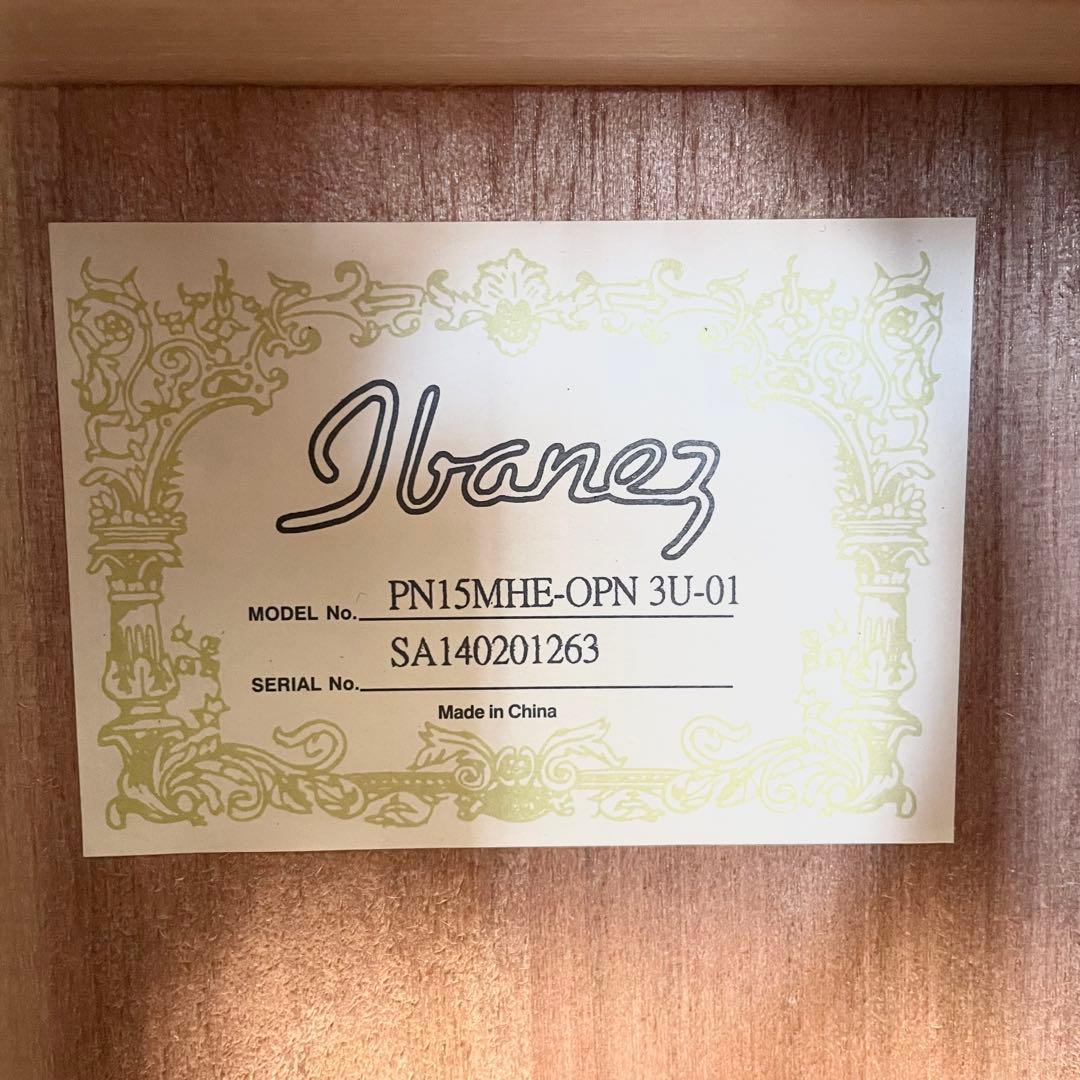 Ibanez
MODEL No. PN15MHE-OPN 3U-01
SERIAL No. SA140201263
Made in China